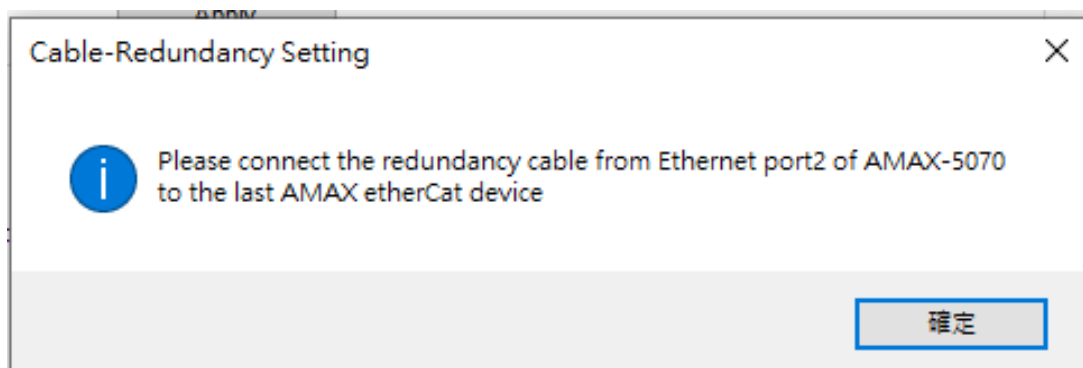 Apply
Cable-Redundancy Setting
Please connect the redundancy cable from Ethernet port2 of AMAX-5070
to the last AMAX etherCat device
確定